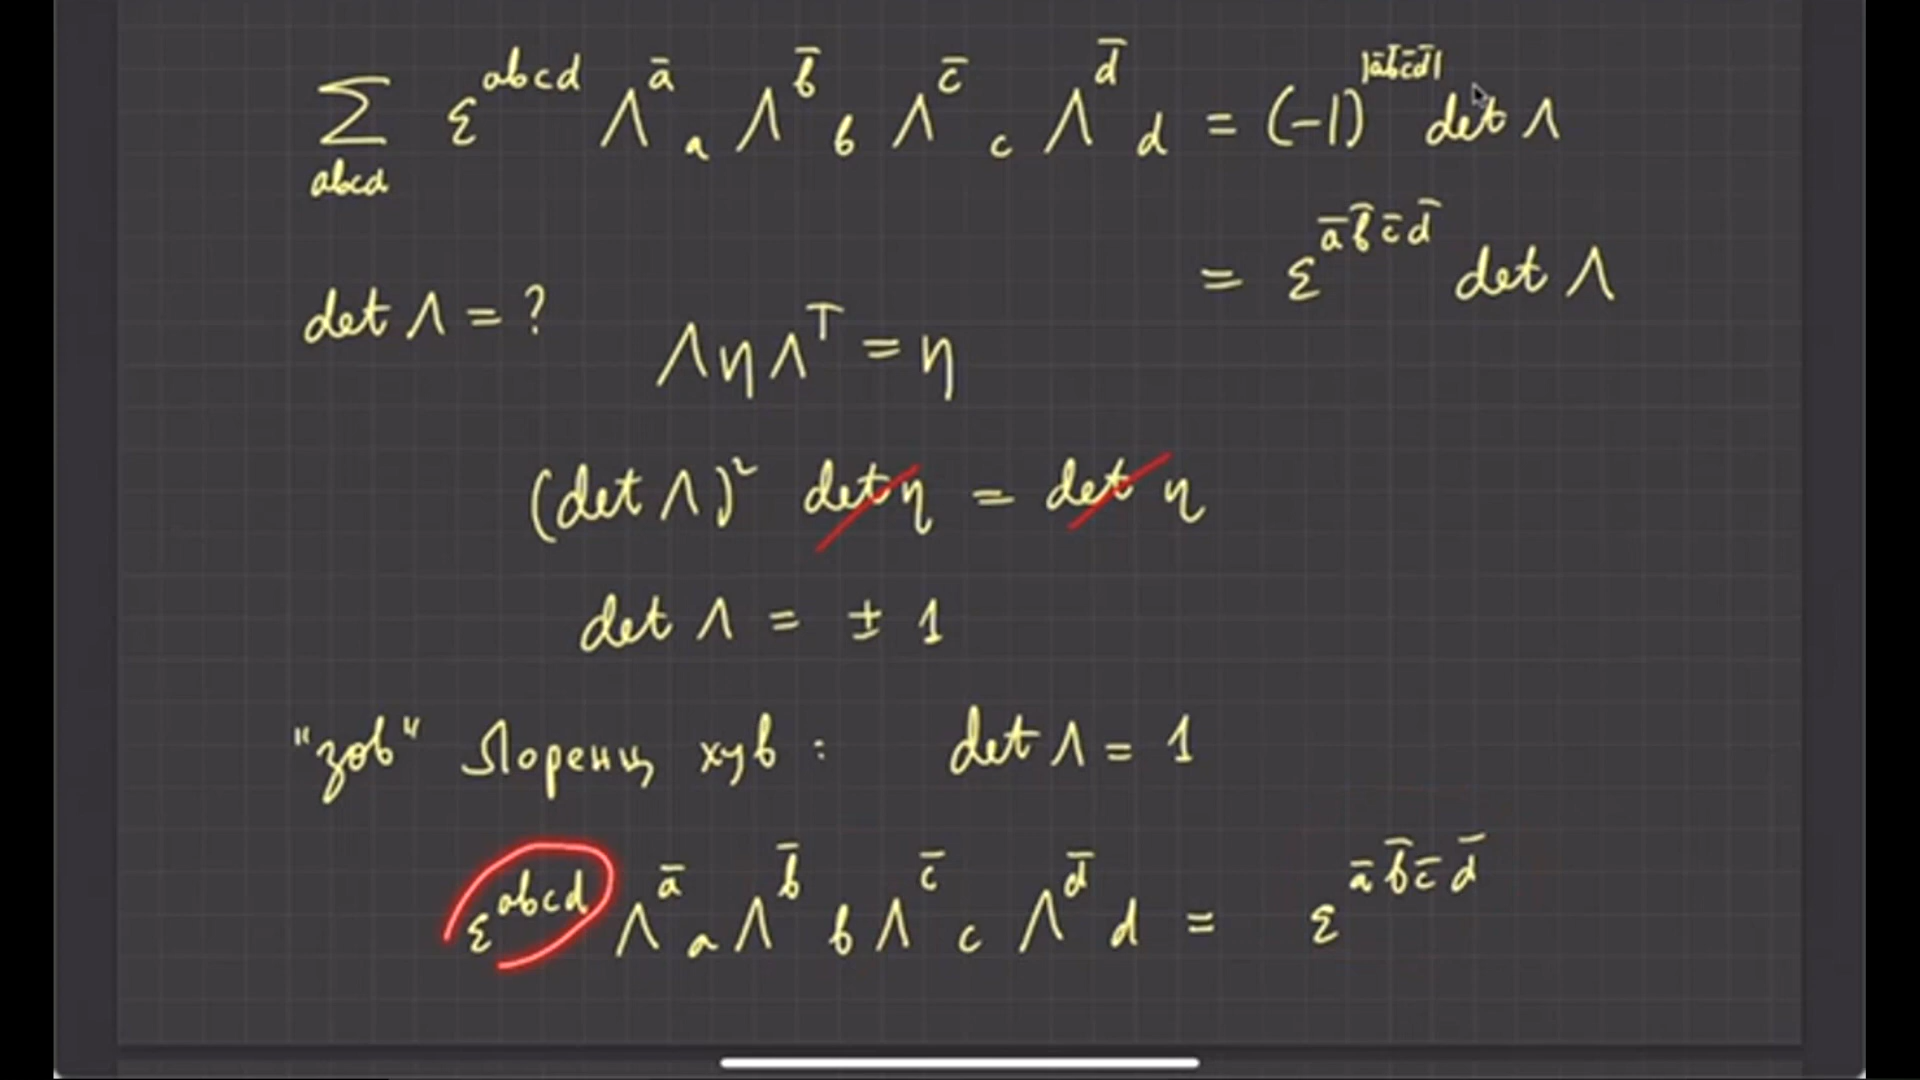 ∑ ε^{abcd} Λ^{ā}_a Λ^{b̄}_b Λ^{c̄}_c Λ^{d̄}_d = (-1)^{|āb̄c̄d̄|} det Λ
abcd
= ε^{āb̄c̄d̄} det Λ
det Λ = ?
Λ η Λ^T = η
(det Λ)² det η = det η
det Λ = ± 1
"зөв" Лоренц хув : det Λ = 1
ε^{abcd} Λ^{ā}_a Λ^{b̄}_b Λ^{c̄}_c Λ^{d̄}_d = ε^{āb̄c̄d̄}